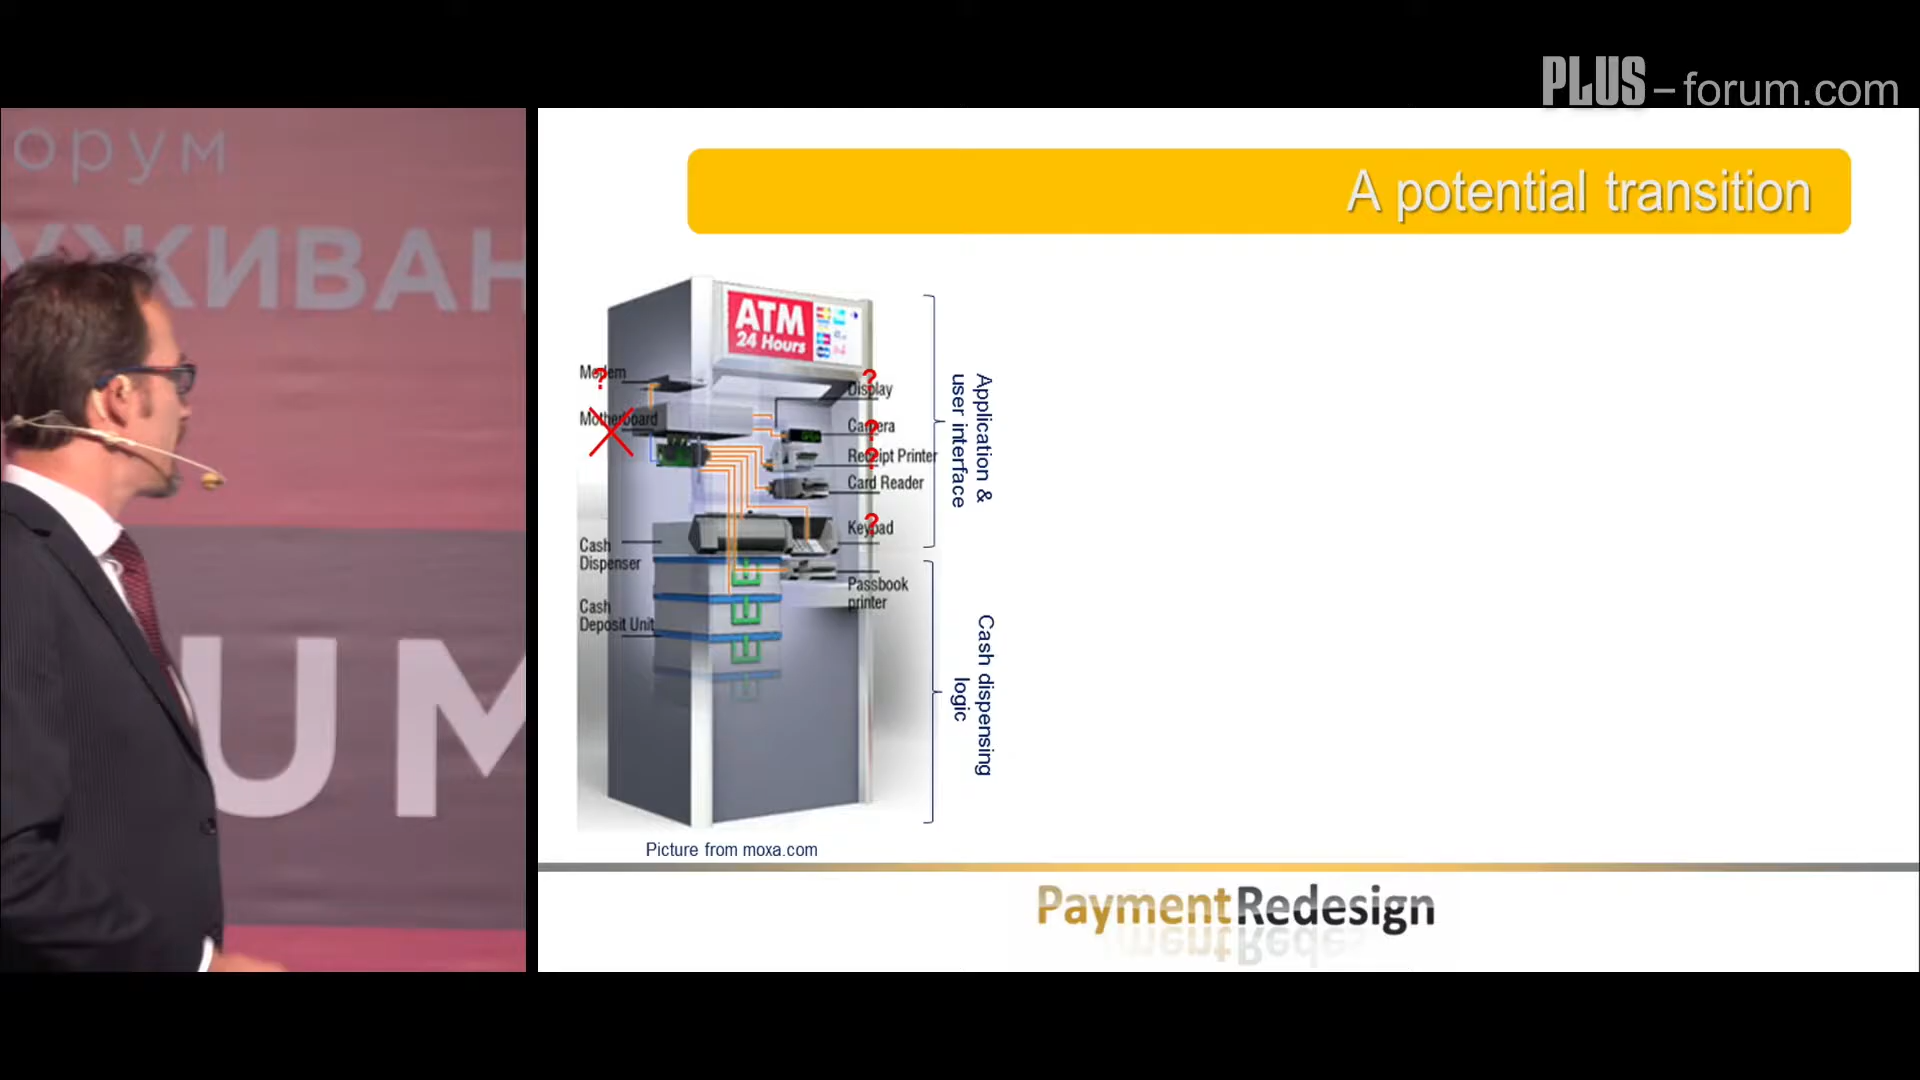 PLUS – forum.com
орум
УЖИВАН
UM
A potential transition
ATM
24 Hours
Modem
?
Motherboard
Cash
Dispenser
Cash
Deposit Unit
?
Display
Camera
?
Receipt Printer
?
Card Reader
Keypad
?
Passbook
printer
Application &
user interface
Cash dispensing
logic
Picture from moxa.com
PaymentRedesign